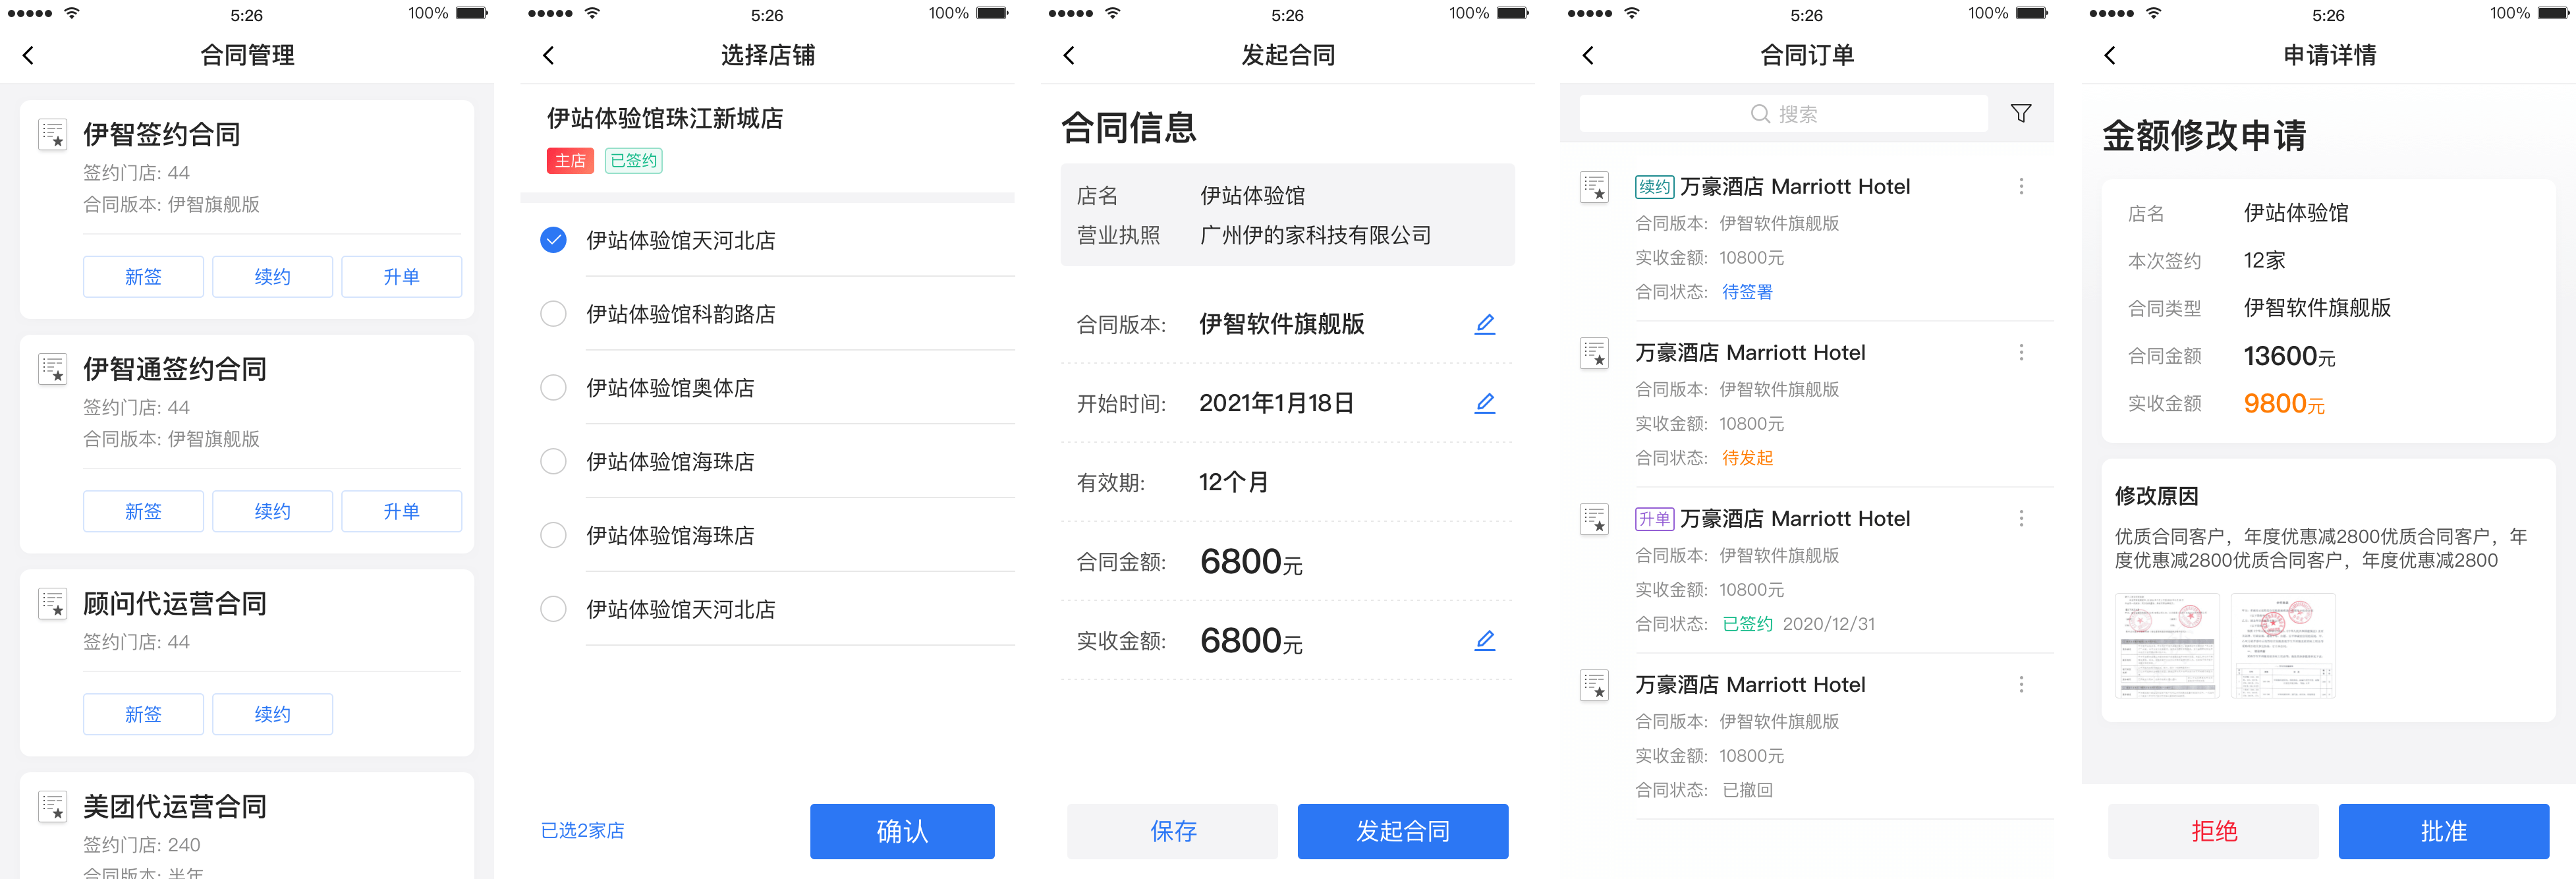 5:26
100%
合同管理
伊智签约合同
签约门店: 44
合同版本: 伊智旗舰版
新签
续约
升单
伊智通签约合同
签约门店: 44
合同版本: 伊智旗舰版
新签
续约
升单
顾问代运营合同
签约门店: 44
新签
续约
美团代运营合同
签约门店: 240
合同版本: 半年
5:26
100%
选择店铺
伊站体验馆珠江新城店
主店
已签约
伊站体验馆天河北店
伊站体验馆科韵路店
伊站体验馆奥体店
伊站体验馆海珠店
伊站体验馆海珠店
伊站体验馆天河北店
已选2家店
确认
5:26
100%
发起合同
合同信息
店名 伊站体验馆
营业执照 广州伊的家科技有限公司
合同版本: 伊智软件旗舰版
开始时间: 2021年1月18日
有效期: 12个月
合同金额: 6800元
实收金额: 6800元
保存
发起合同
5:26
100%
合同订单
搜索
续约 万豪酒店 Marriott Hotel
合同版本: 伊智软件旗舰版
实收金额: 10800元
合同状态: 待签署
万豪酒店 Marriott Hotel
合同版本: 伊智软件旗舰版
实收金额: 10800元
合同状态: 待发起
升单 万豪酒店 Marriott Hotel
合同版本: 伊智软件旗舰版
实收金额: 10800元
合同状态: 已签约 2020/12/31
万豪酒店 Marriott Hotel
合同版本: 伊智软件旗舰版
实收金额: 10800元
合同状态: 已撤回
5:26
100%
申请详情
金额修改申请
店名 伊站体验馆
本次签约 12家
合同类型 伊智软件旗舰版
合同金额 13600元
实收金额 9800元
修改原因
优质合同客户，年度优惠减2800优质合同客户，年
度优惠减2800优质合同客户，年度优惠减2800
拒绝
批准